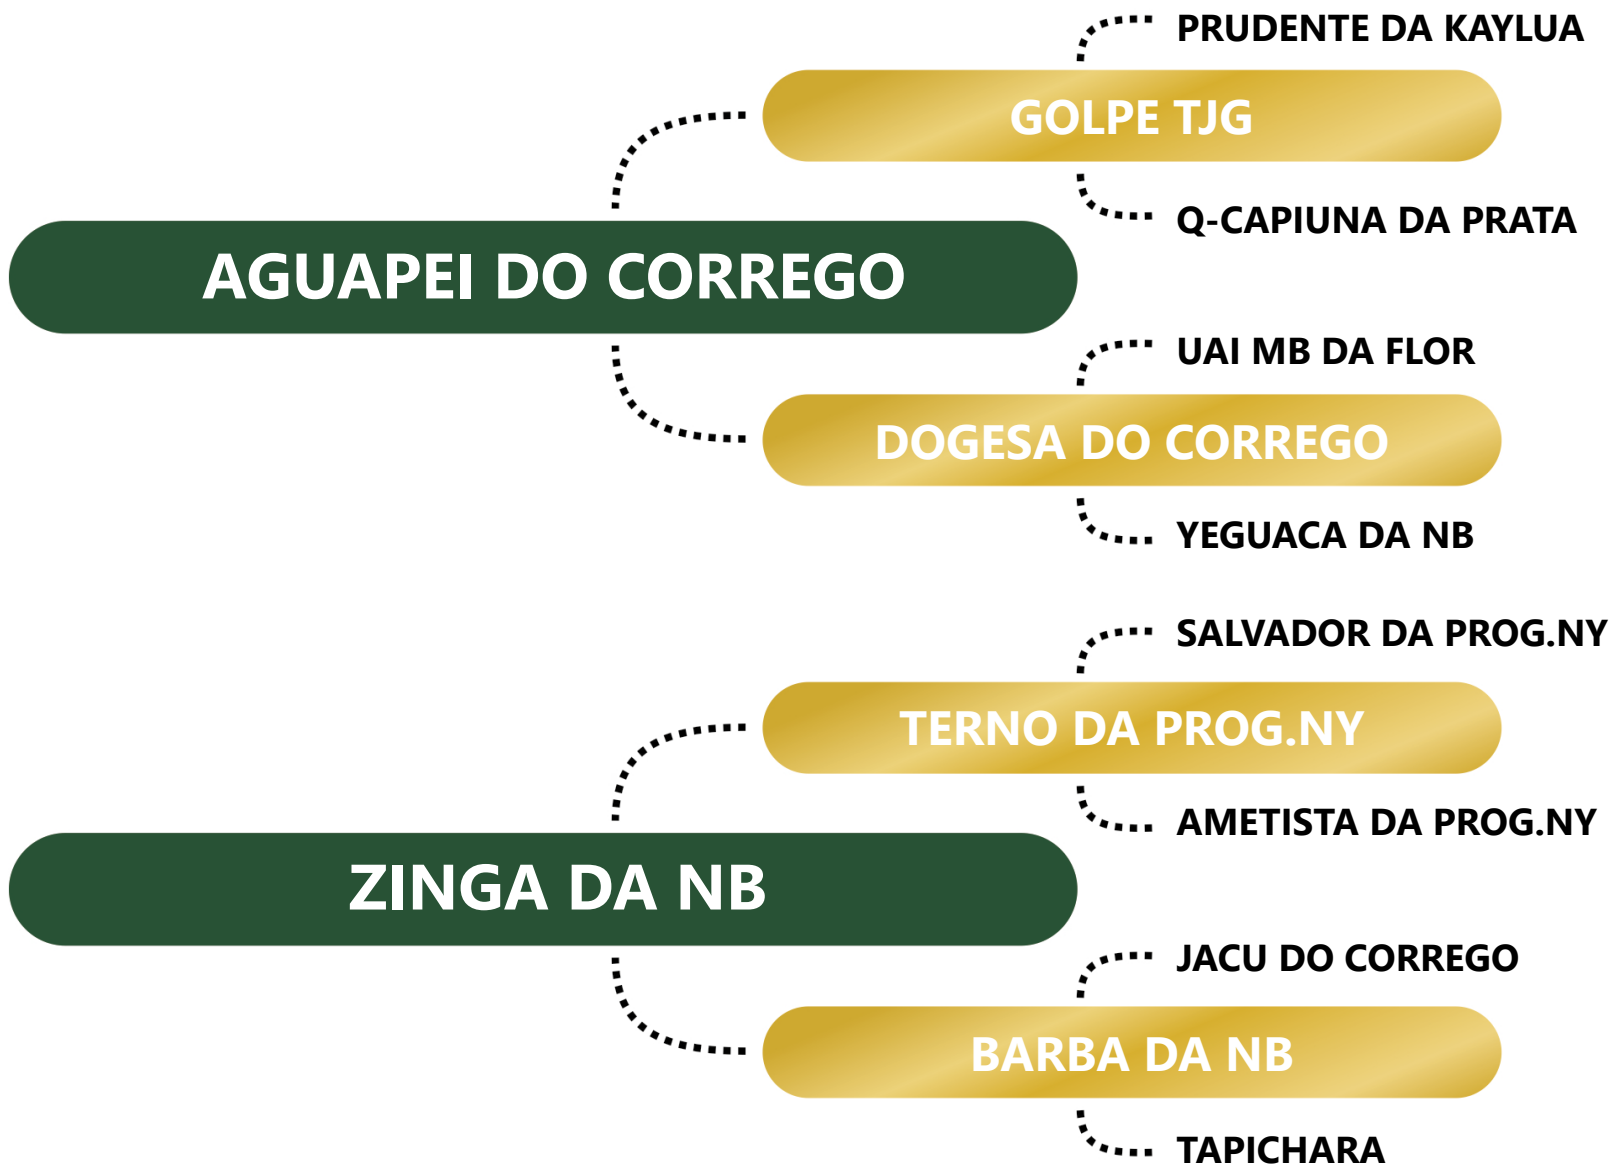 PRUDENTE DA KAYLUA
GOLPE TJG
Q-CAPIUNA DA PRATA
AGUAPEI DO CORREGO
UAI MB DA FLOR
DOGESA DO CORREGO
YEGUACA DA NB
SALVADOR DA PROG.NY
TERNO DA PROG.NY
AMETISTA DA PROG.NY
ZINGA DA NB
JACU DO CORREGO
BARBA DA NB
TAPICHARA